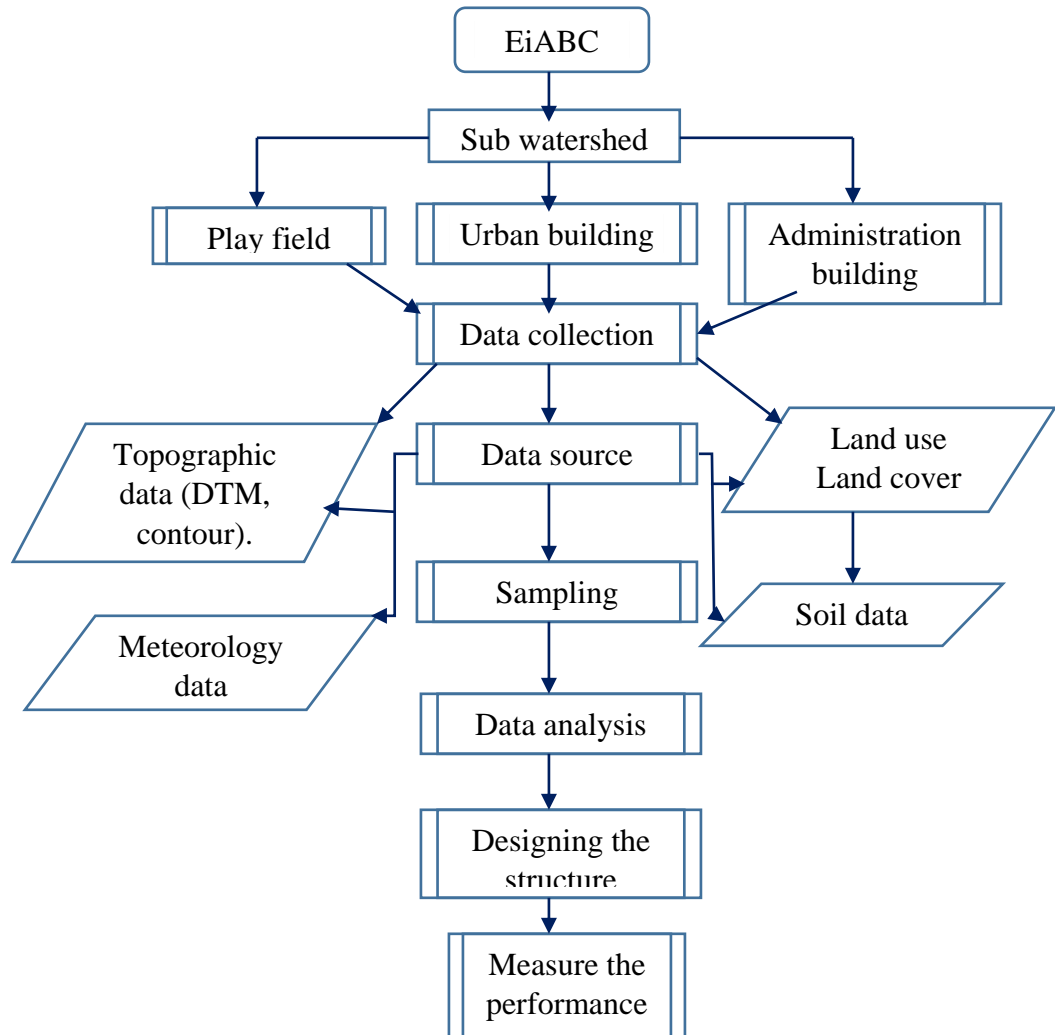 EiABC
Sub watershed
Play field
Urban building
Administration
building
Data collection
Topographic
data (DTM,
contour).
Data source
Land use
Land cover
Sampling
Soil data
Meteorology
data
Data analysis
Designing the
structure
Measure the
performance